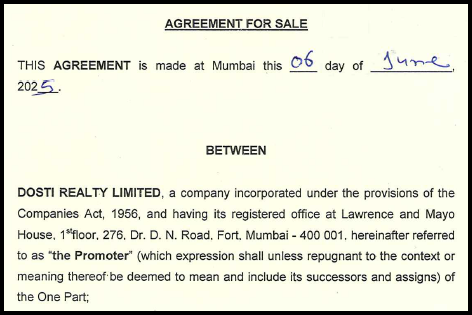 AGREEMENT FOR SALE
THIS AGREEMENT is made at Mumbai this 06 day of June,
2025.
BETWEEN
DOSTI REALTY LIMITED, a company incorporated under the provisions of the
Companies Act, 1956, and having its registered office at Lawrence and Mayo
House, 1st floor, 276, Dr. D. N. Road, Fort, Mumbai - 400 001, hereinafter referred
to as "the Promoter" (which expression shall unless repugnant to the context or
meaning thereof be deemed to mean and include its successors and assigns) of
the One Part;